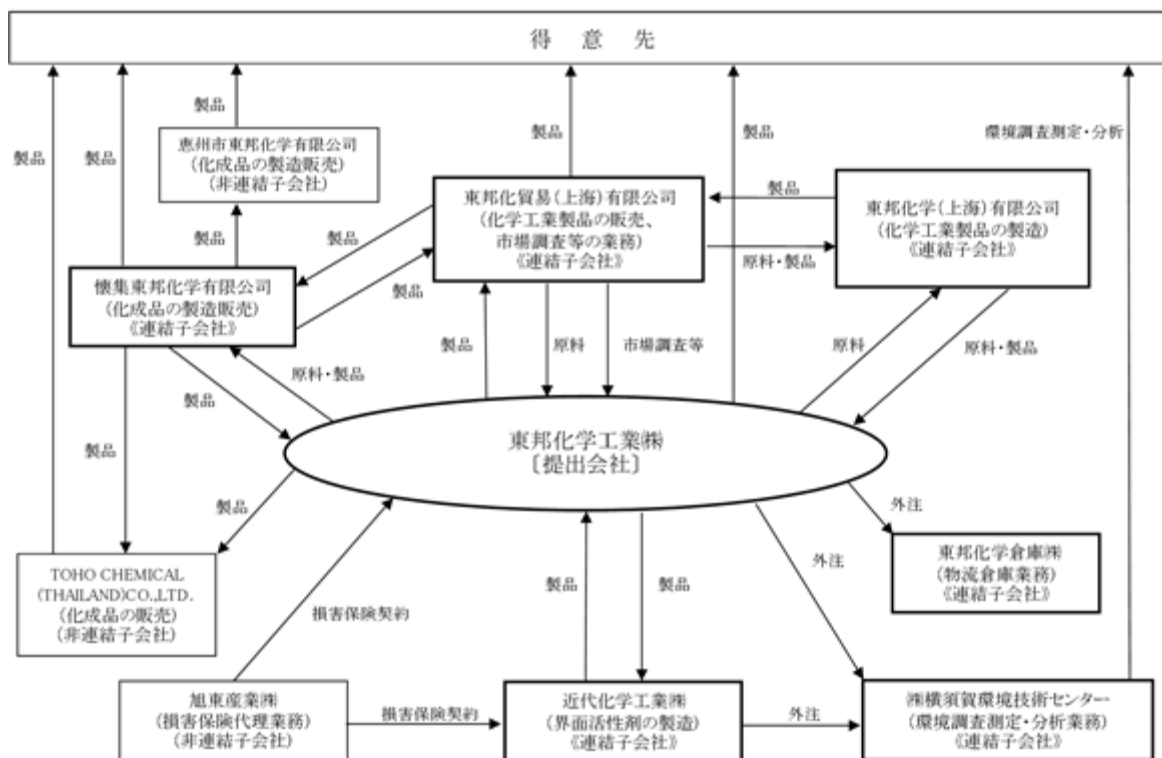 得意先
製品
製品
製品
製品
製品
環境調査測定・分析
恵州市東邦化学有限公司
(化成品の製造販売)
(非連結子会社)
東邦化貿易(上海)有限公司
(化学工業製品の販売、
市場調査等の業務)
《連結子会社》
製品
東邦化学(上海)有限公司
(化学工業製品の製造)
《連結子会社》
製品
製品
原料・製品
懐集東邦化学有限公司
(化成品の製造販売)
《連結子会社》
製品
製品
原料
市場調査等
原料
原料・製品
原料・製品
製品
東邦化学工業㈱
〔提出会社〕
製品
製品
外注
TOHO CHEMICAL
(THAILAND)CO.,LTD.
(化成品の販売)
(非連結子会社)
東邦化学倉庫㈱
(物流倉庫業務)
《連結子会社》
製品
製品
外注
損害保険契約
旭東産業㈱
(損害保険代理業務)
(非連結子会社)
損害保険契約
近代化学工業㈱
(界面活性剤の製造)
《連結子会社》
外注
㈱横須賀環境技術センター
(環境調査測定・分析業務)
《連結子会社》